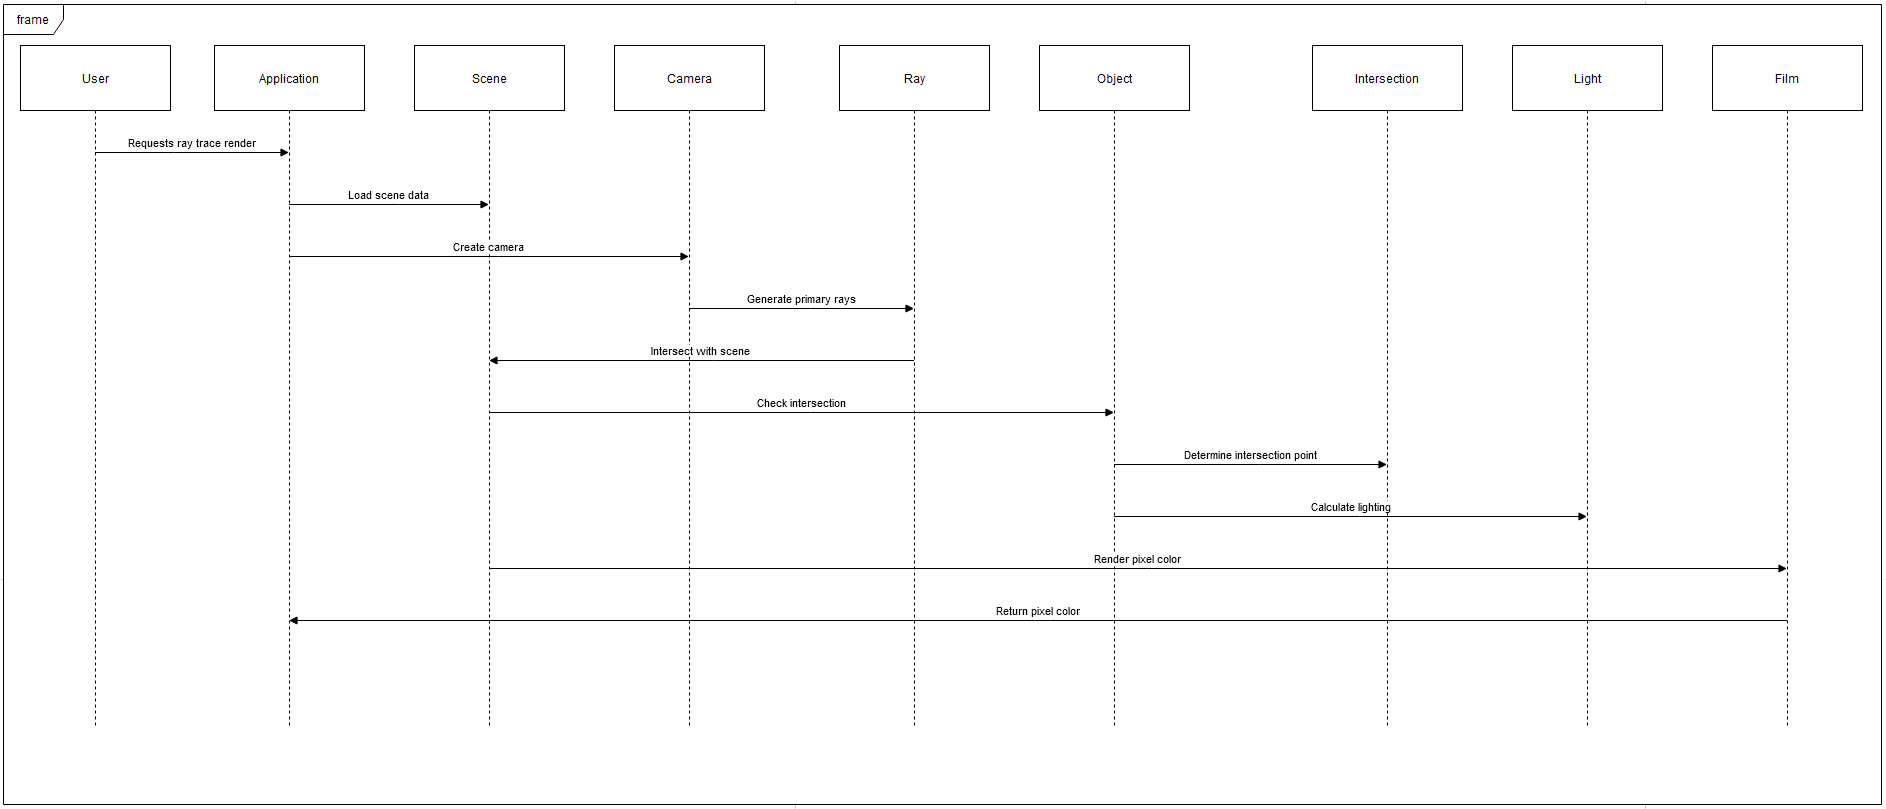 frame
User
Application
Scene
Camera
Ray
Object
Intersection
Light
Film
Requests ray trace render
Load scene data
Create camera
Generate primary rays
Intersect with scene
Check intersection
Determine intersection point
Calculate lighting
Render pixel color
Return pixel color